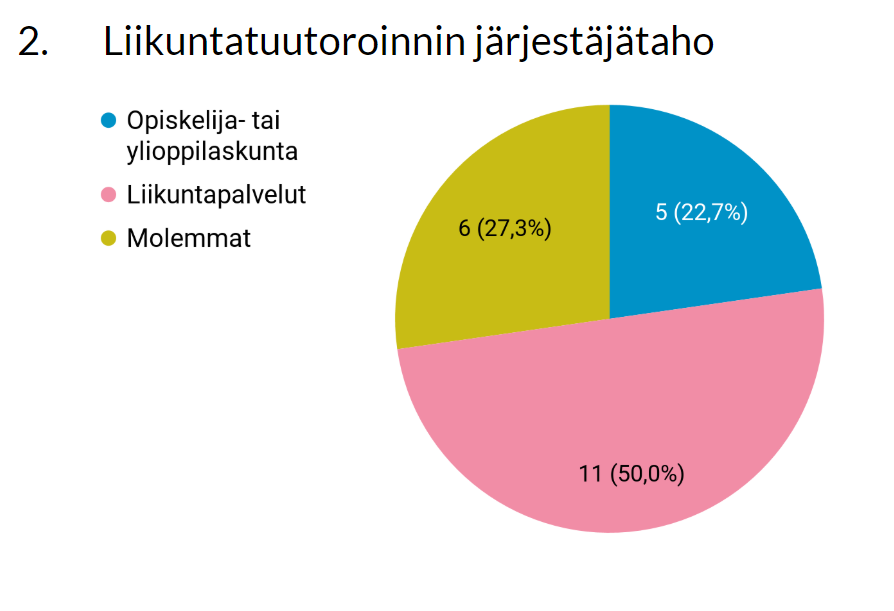 2. Liikuntatuutoroinnin järjestäjätaho
Opiskelija- tai
ylioppilaskunta
Liikuntapalvelut
Molemmat
6 (27,3%)
5 (22,7%)
11 (50,0%)